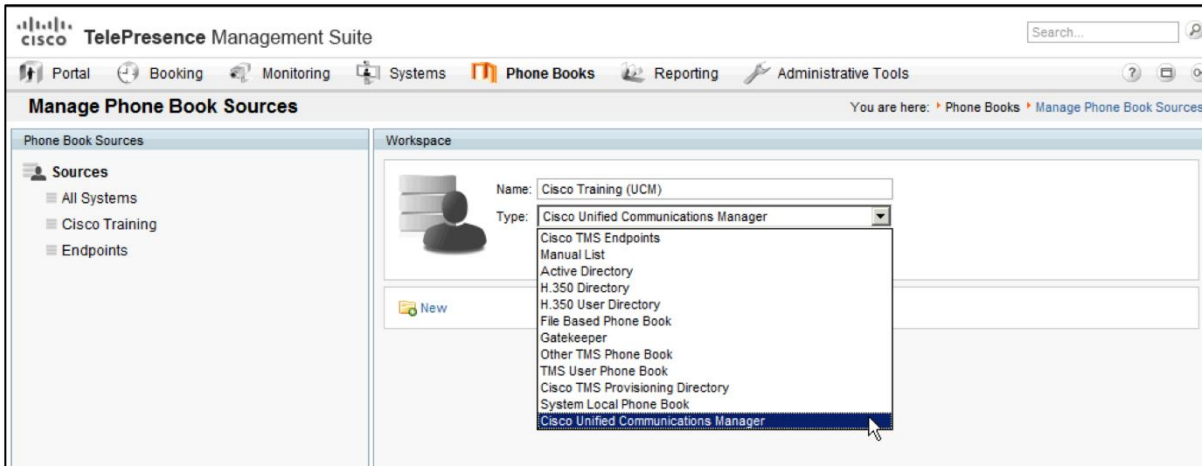 CISCO TelePresence Management Suite
Search...
Portal Booking Monitoring Systems Phone Books Reporting Administrative Tools ?
Manage Phone Book Sources You are here: Phone Books Manage Phone Book Sources
Phone Book Sources Workspace
Sources
All Systems
Cisco Training
Endpoints
Name: Cisco Training (UCM)
Type: Cisco Unified Communications Manager
Cisco TMS Endpoints
Manual List
Active Directory
H.350 Directory
H.350 User Directory
File Based Phone Book
Gatekeeper
Other TMS Phone Book
TMS User Phone Book
Cisco TMS Provisioning Directory
System Local Phone Book
Cisco Unified Communications Manager
New